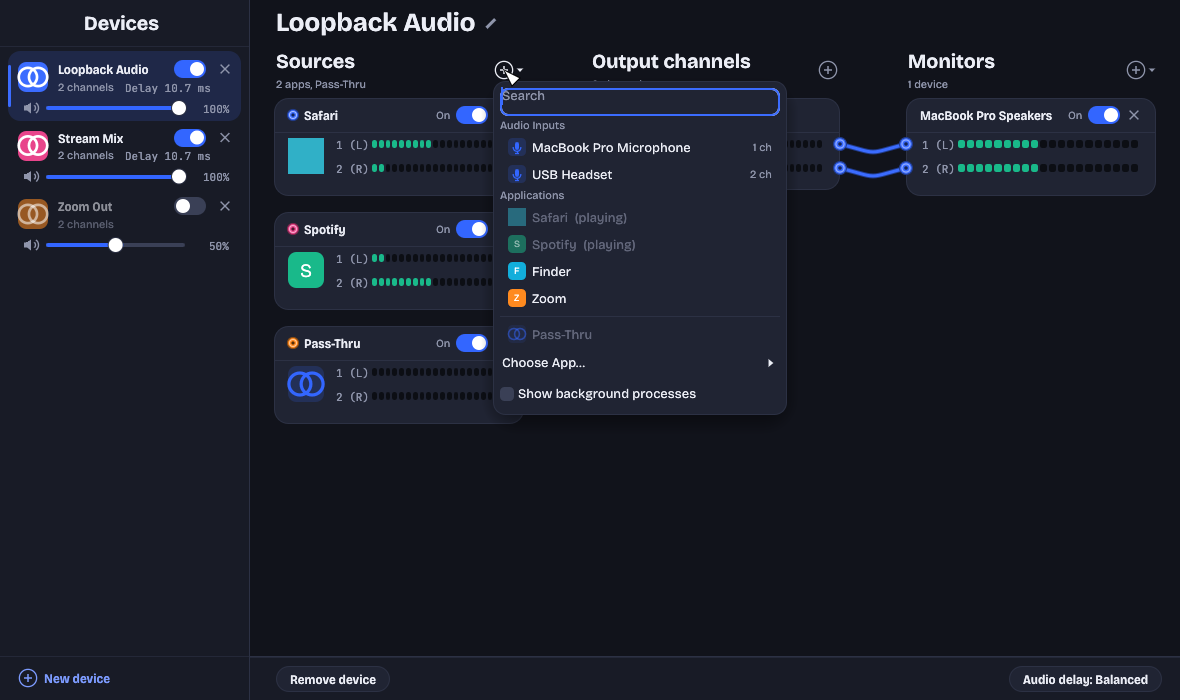 Devices
Loopback Audio
2 channels Delay 10.7 ms
100%
Stream Mix
2 channels Delay 10.7 ms
100%
Zoom Out
2 channels
50%
New device
Loopback Audio
Sources
2 apps, Pass-Thru
Safari On
1 (L)
2 (R)
Spotify On
S
1 (L)
2 (R)
Pass-Thru On
1 (L)
2 (R)
Output channels
Search
Audio Inputs
MacBook Pro Microphone 1 ch
USB Headset 2 ch
Applications
Safari (playing)
S Spotify (playing)
F Finder
Z Zoom
Pass-Thru
Choose App...
Show background processes
Monitors
1 device
MacBook Pro Speakers On
1 (L)
2 (R)
Remove device
Audio delay: Balanced